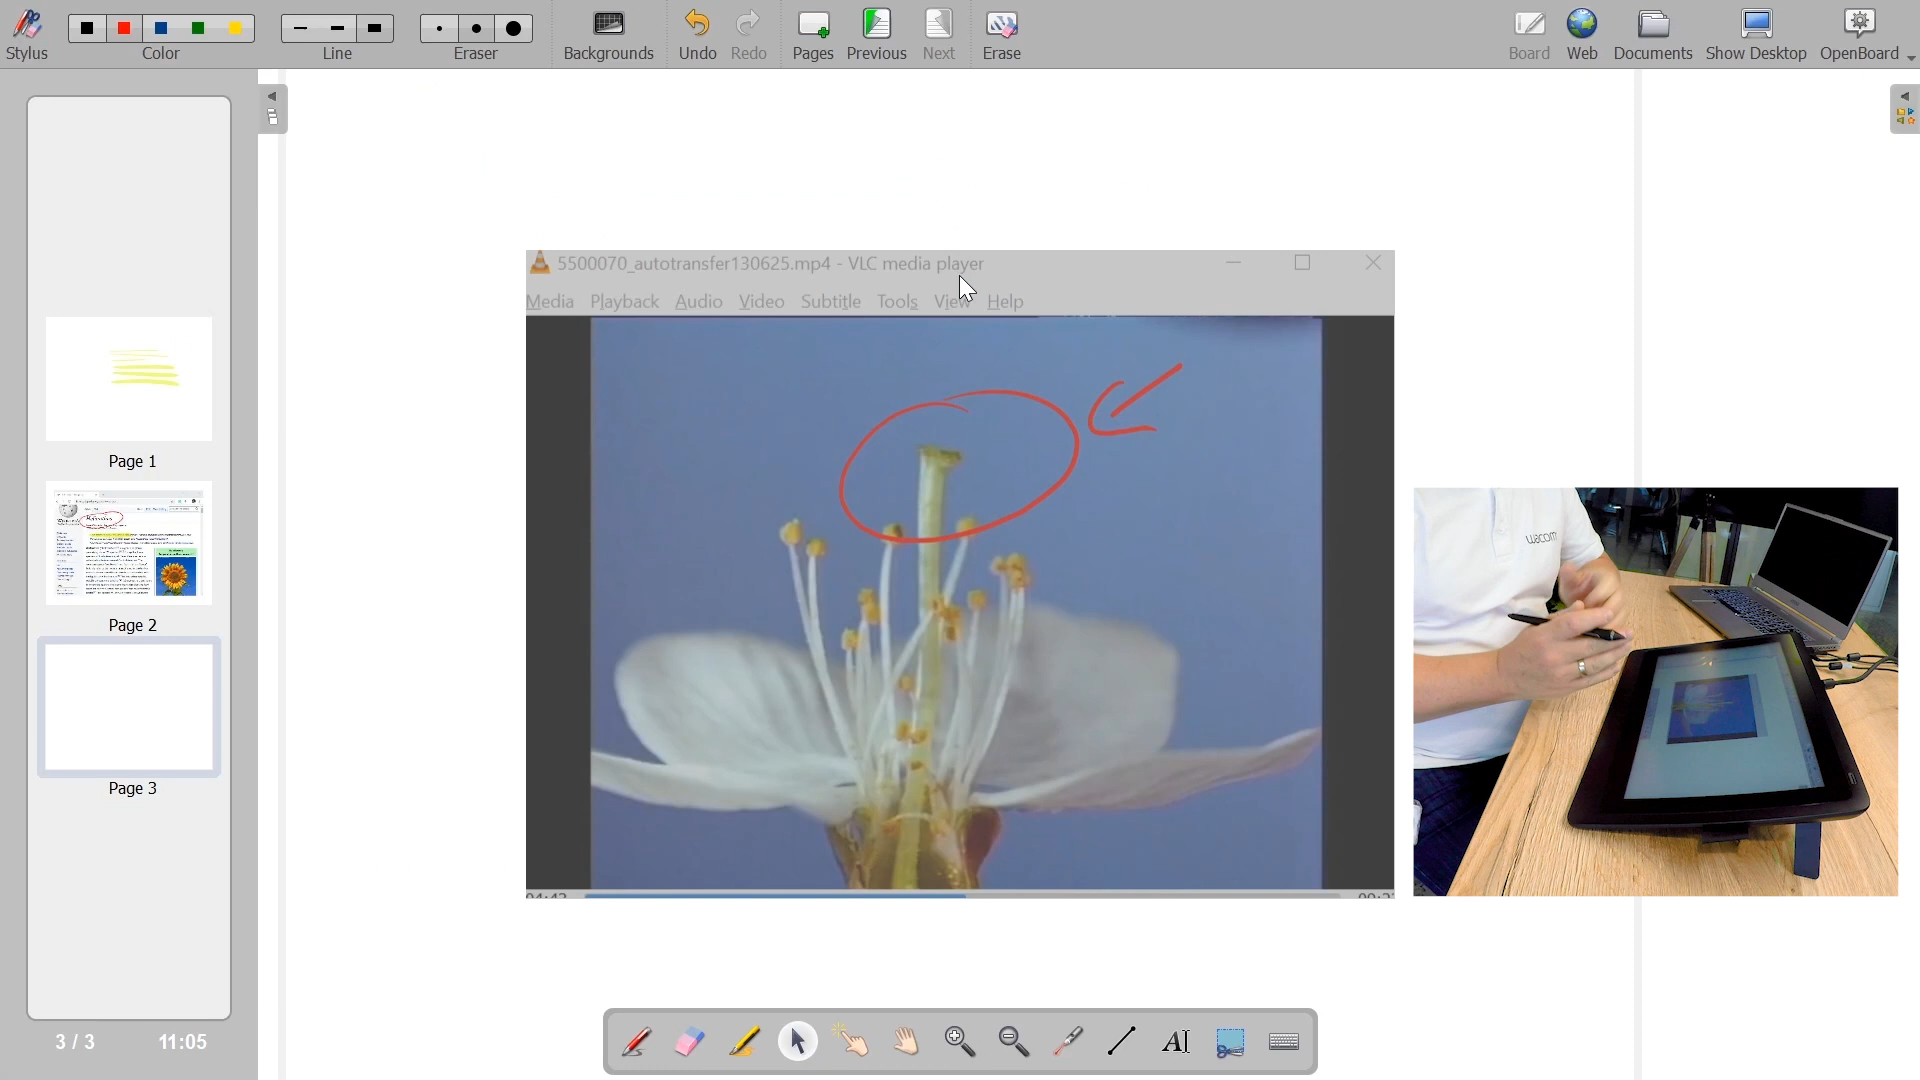 Stylus
Color
Line
Eraser
Backgrounds
Undo
Redo
Pages
Previous
Next
Erase
Board
Web
Documents
Show Desktop
OpenBoard
5500070_autotransfer130625.mp4 - VLC media player
Media Playback Audio Video Subtitle Tools View Help
Page 1
Page 2
Page 3
3 / 3
11:05
wacom
AI